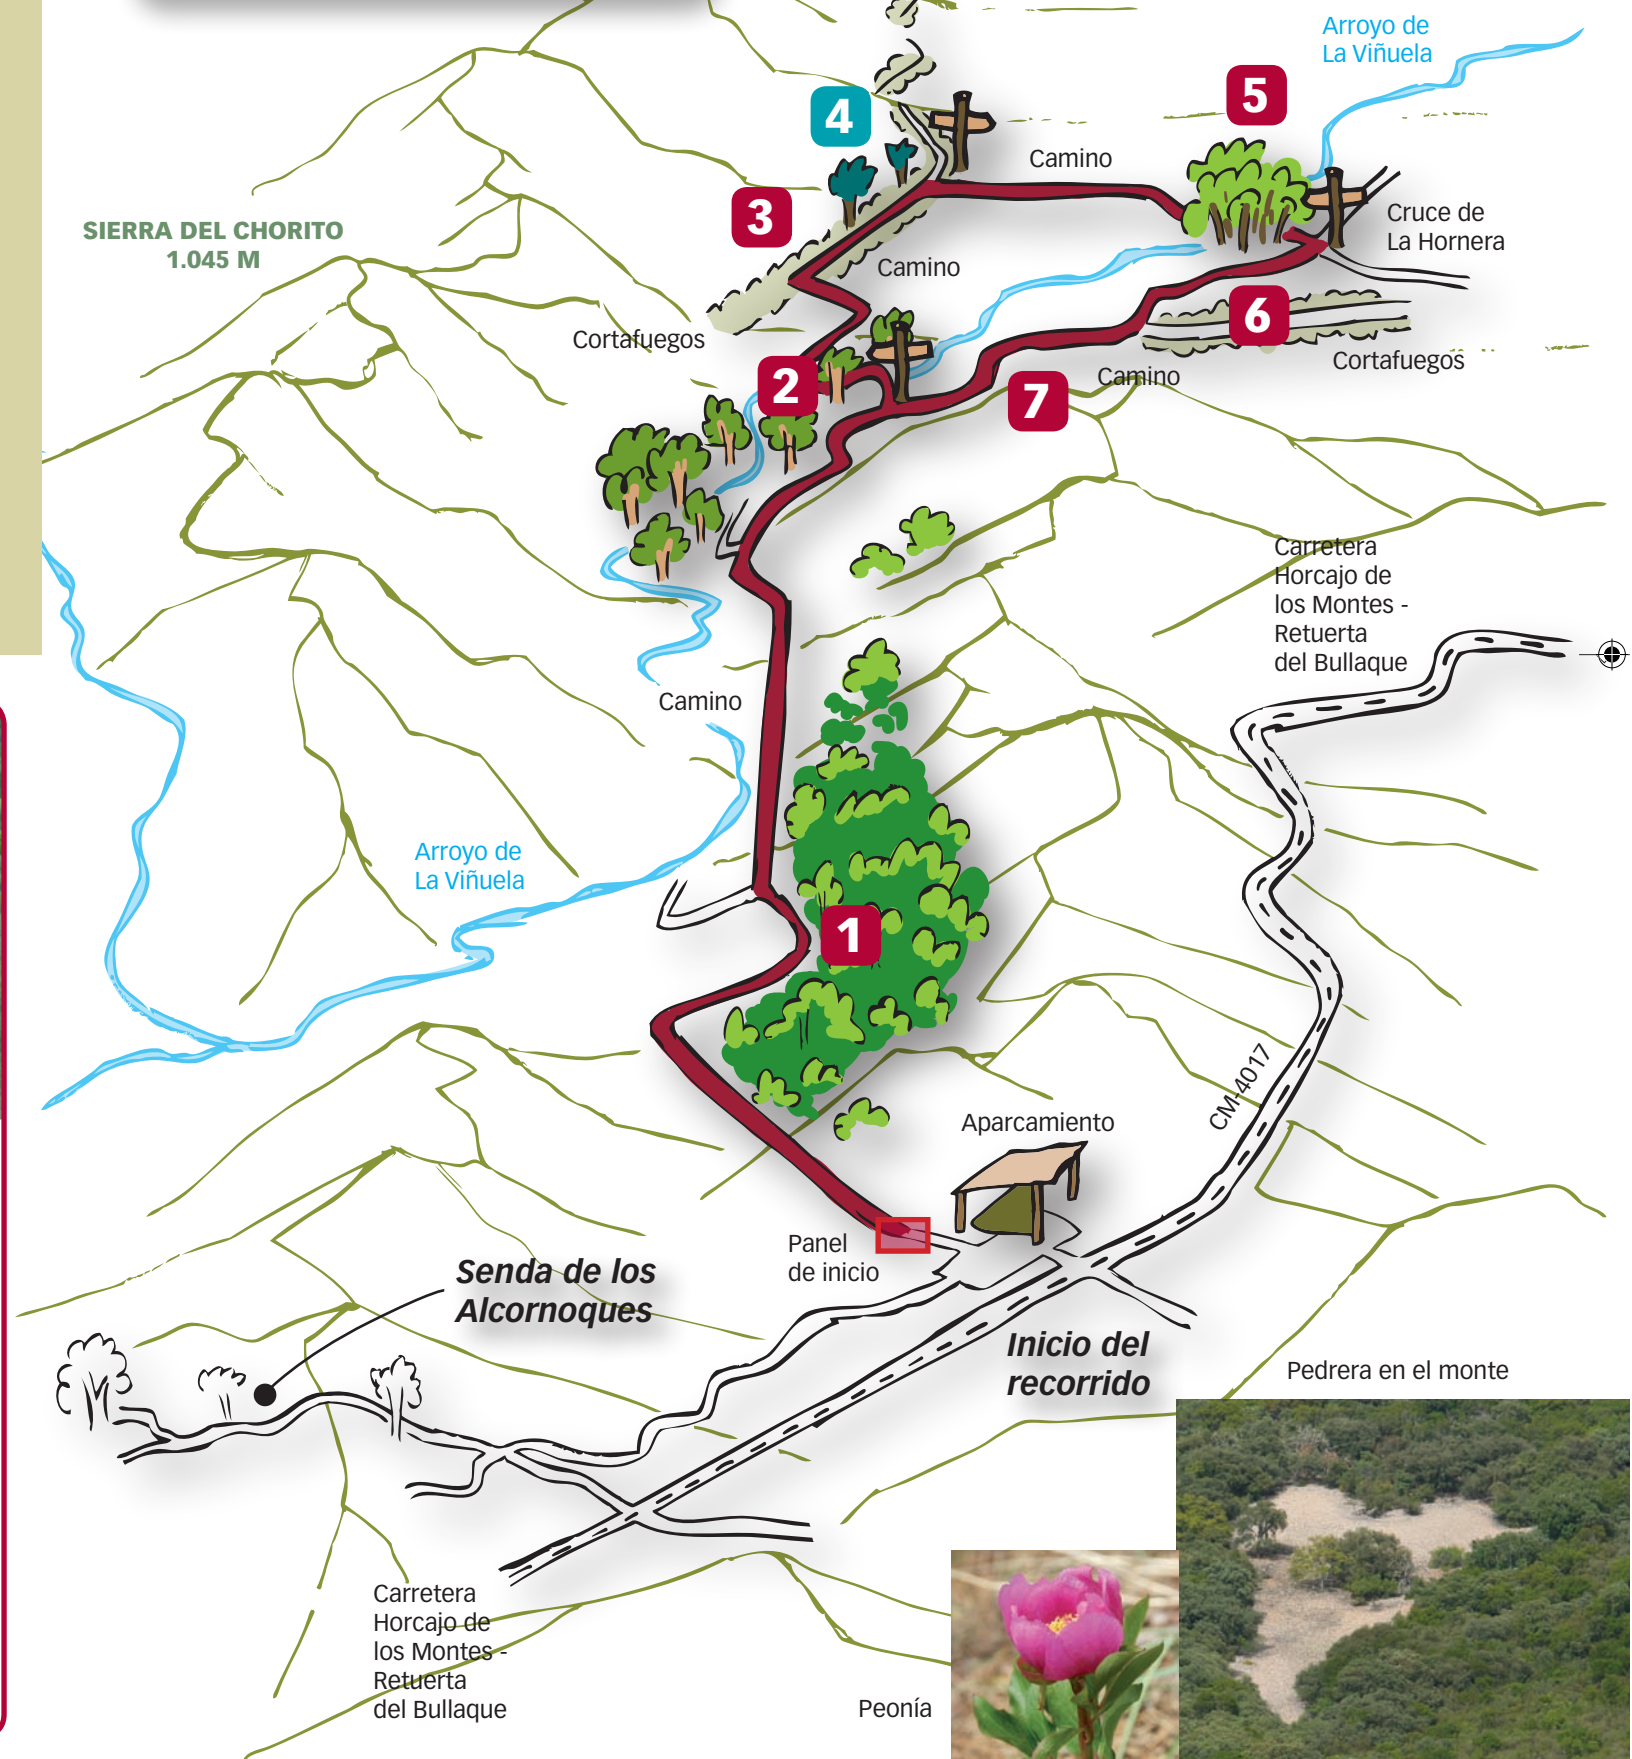 Arroyo de
La Viñuela
5
4
Camino
3
Cruce de
La Hornera
SIERRA DEL CHORITO
1.045 M
Camino
6
Cortafuegos
Cortafuegos
2
Camino
7
Carretera
Horcajo de
los Montes -
Retuerta
del Bullaque
Camino
Arroyo de
La Viñuela
1
CM-4017
Aparcamiento
Panel
de inicio
Senda de los
Alcornoques
Inicio del
recorrido
Pedrera en el monte
Carretera
Horcajo de
los Montes -
Retuerta
del Bullaque
Peonía